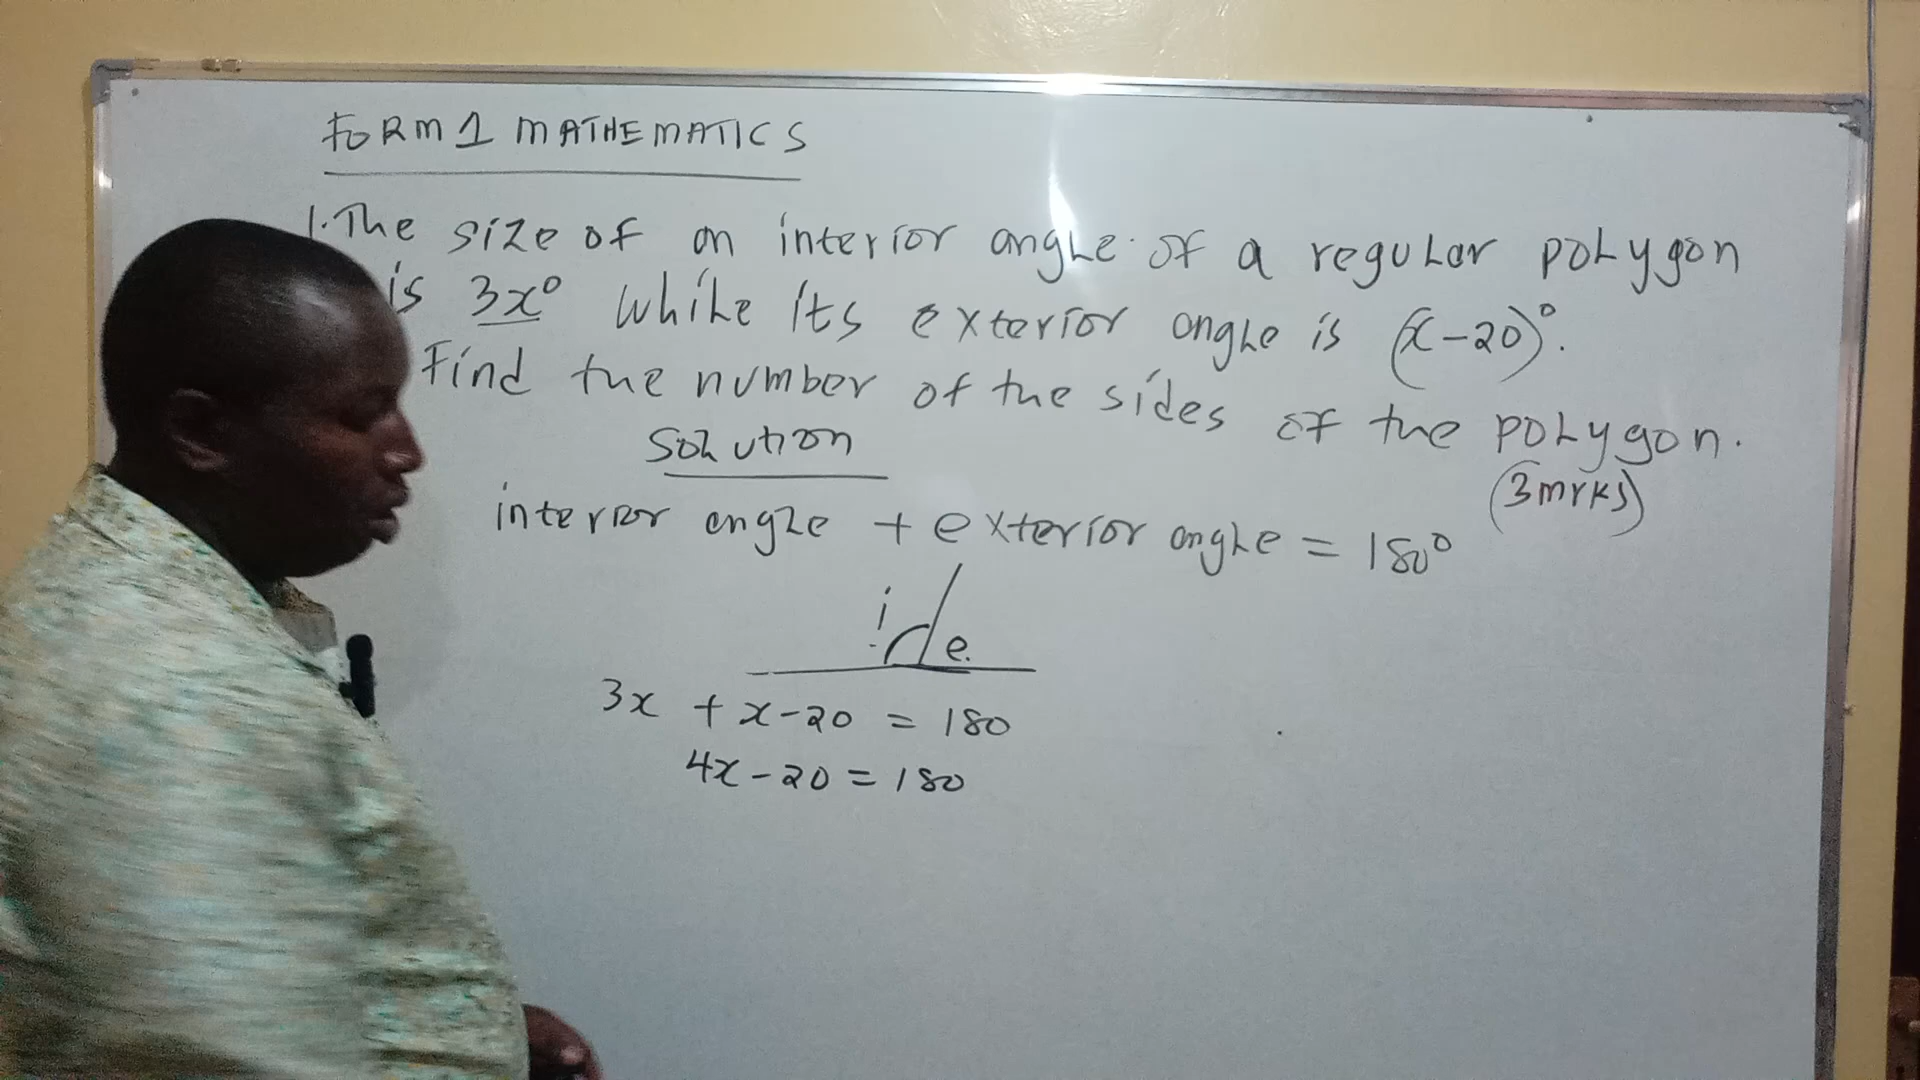 FORM 1 MATHEMATICS
1. The size of an interior angle of a regular polygon
is 3x° while its exterior angle is (x-20)°.
Find the number of the sides of the polygon.
(3mrks)
Solution
interior angle + exterior angle = 180°
i e
3x + x-20 = 180
4x-20 = 180